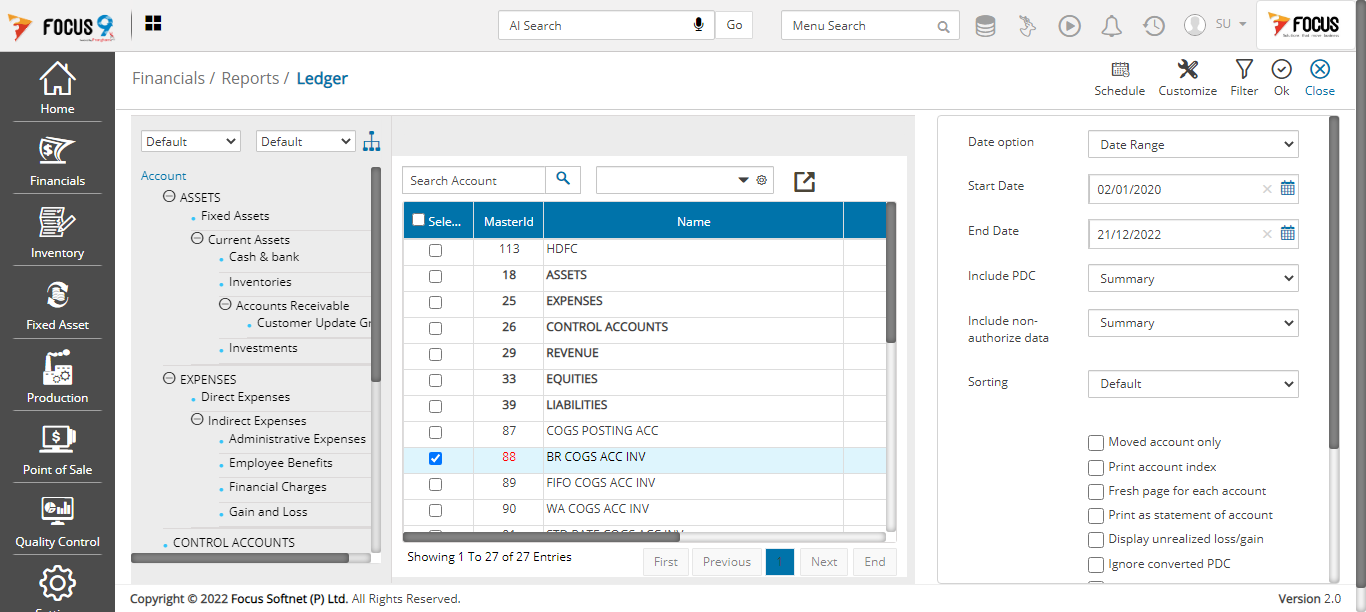 FOCUS 9
AI Search
Go
Menu Search
SU
FOCUS
Financials / Reports / Ledger
Schedule
Customize
Filter
Ok
Close
Home
Financials
Inventory
Fixed Asset
Production
Point of Sale
Quality Control
Default
Default
Account
ASSETS
Fixed Assets
Current Assets
Cash & bank
Inventories
Accounts Receivable
Customer Update Gr
Investments
EXPENSES
Direct Expenses
Indirect Expenses
Administrative Expenses
Employee Benefits
Financial Charges
Gain and Loss
CONTROL ACCOUNTS
Search Account
Sele... MasterId Name
113 HDFC
18 ASSETS
25 EXPENSES
26 CONTROL ACCOUNTS
29 REVENUE
33 EQUITIES
39 LIABILITIES
87 COGS POSTING ACC
88 BR COGS ACC INV
89 FIFO COGS ACC INV
90 WA COGS ACC INV
91 STD RATE COGS ACC INV
Showing 1 To 27 of 27 Entries
First Previous 1 Next End
Date option
Date Range
Start Date
02/01/2020
End Date
21/12/2022
Include PDC
Summary
Include non-
authorize data
Summary
Sorting
Default
Moved account only
Print account index
Fresh page for each account
Print as statement of account
Display unrealized loss/gain
Ignore converted PDC
Copyright © 2022 Focus Softnet (P) Ltd. All Rights Reserved.
Version 2.0